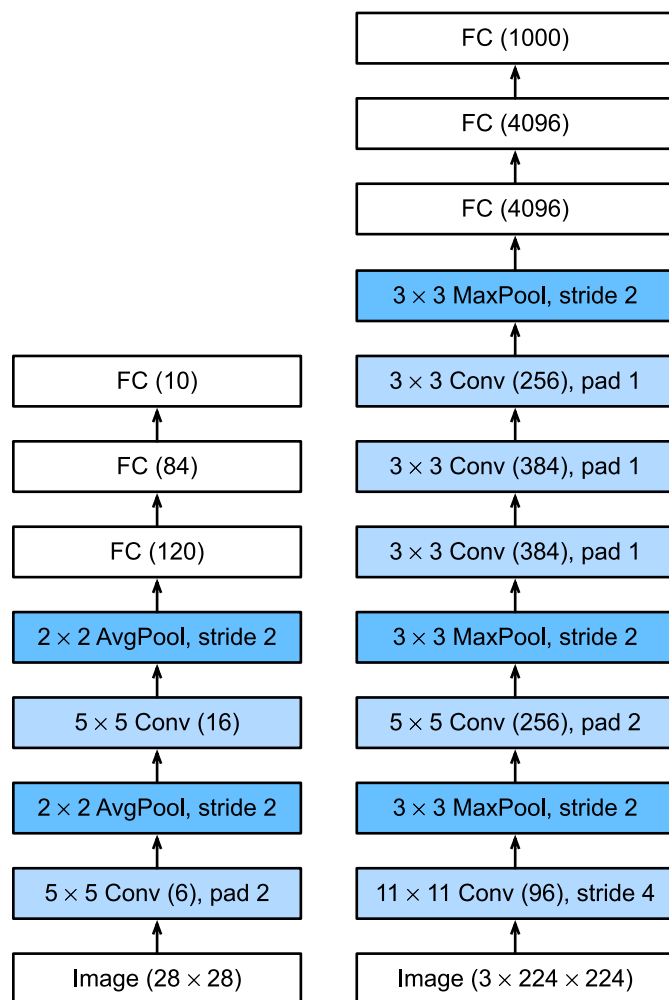 FC (10)
FC (84)
FC (120)
2 × 2 AvgPool, stride 2
5 × 5 Conv (16)
2 × 2 AvgPool, stride 2
5 × 5 Conv (6), pad 2
Image (28 × 28)
FC (1000)
FC (4096)
FC (4096)
3 × 3 MaxPool, stride 2
3 × 3 Conv (256), pad 1
3 × 3 Conv (384), pad 1
3 × 3 Conv (384), pad 1
3 × 3 MaxPool, stride 2
5 × 5 Conv (256), pad 2
3 × 3 MaxPool, stride 2
11 × 11 Conv (96), stride 4
Image (3 × 224 × 224)